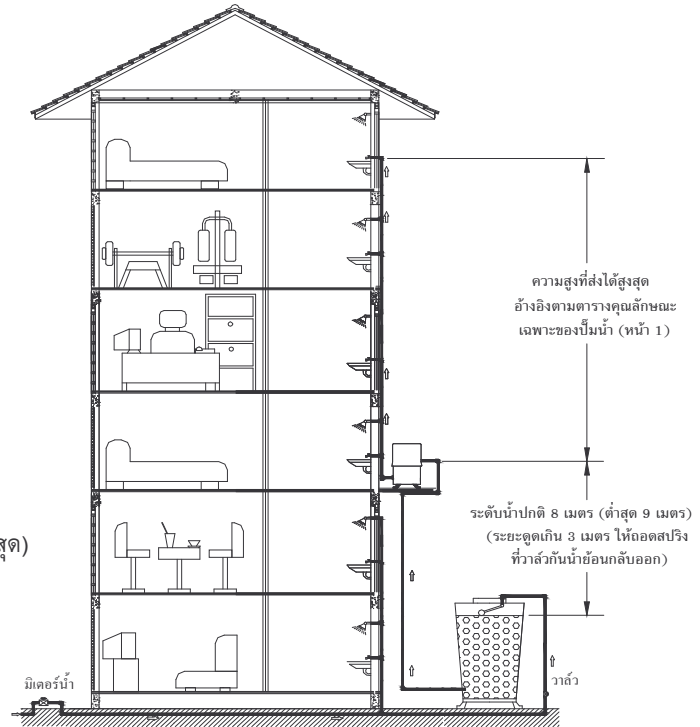 ความสูงที่ส่งได้สูงสุด
อ้างอิงตามตารางคุณลักษณะ
เฉพาะของปั๊มน้ำ (หน้า 1)
ระดับน้ำปกติ 8 เมตร (ต่ำสุด 9 เมตร)
(ระยะดูดเกิน 3 เมตร ให้ถอดสปริง
ที่วาล์วกันน้ำย้อนกลับออก)
สุด)
มิเตอร์น้ำ
วาล์ว